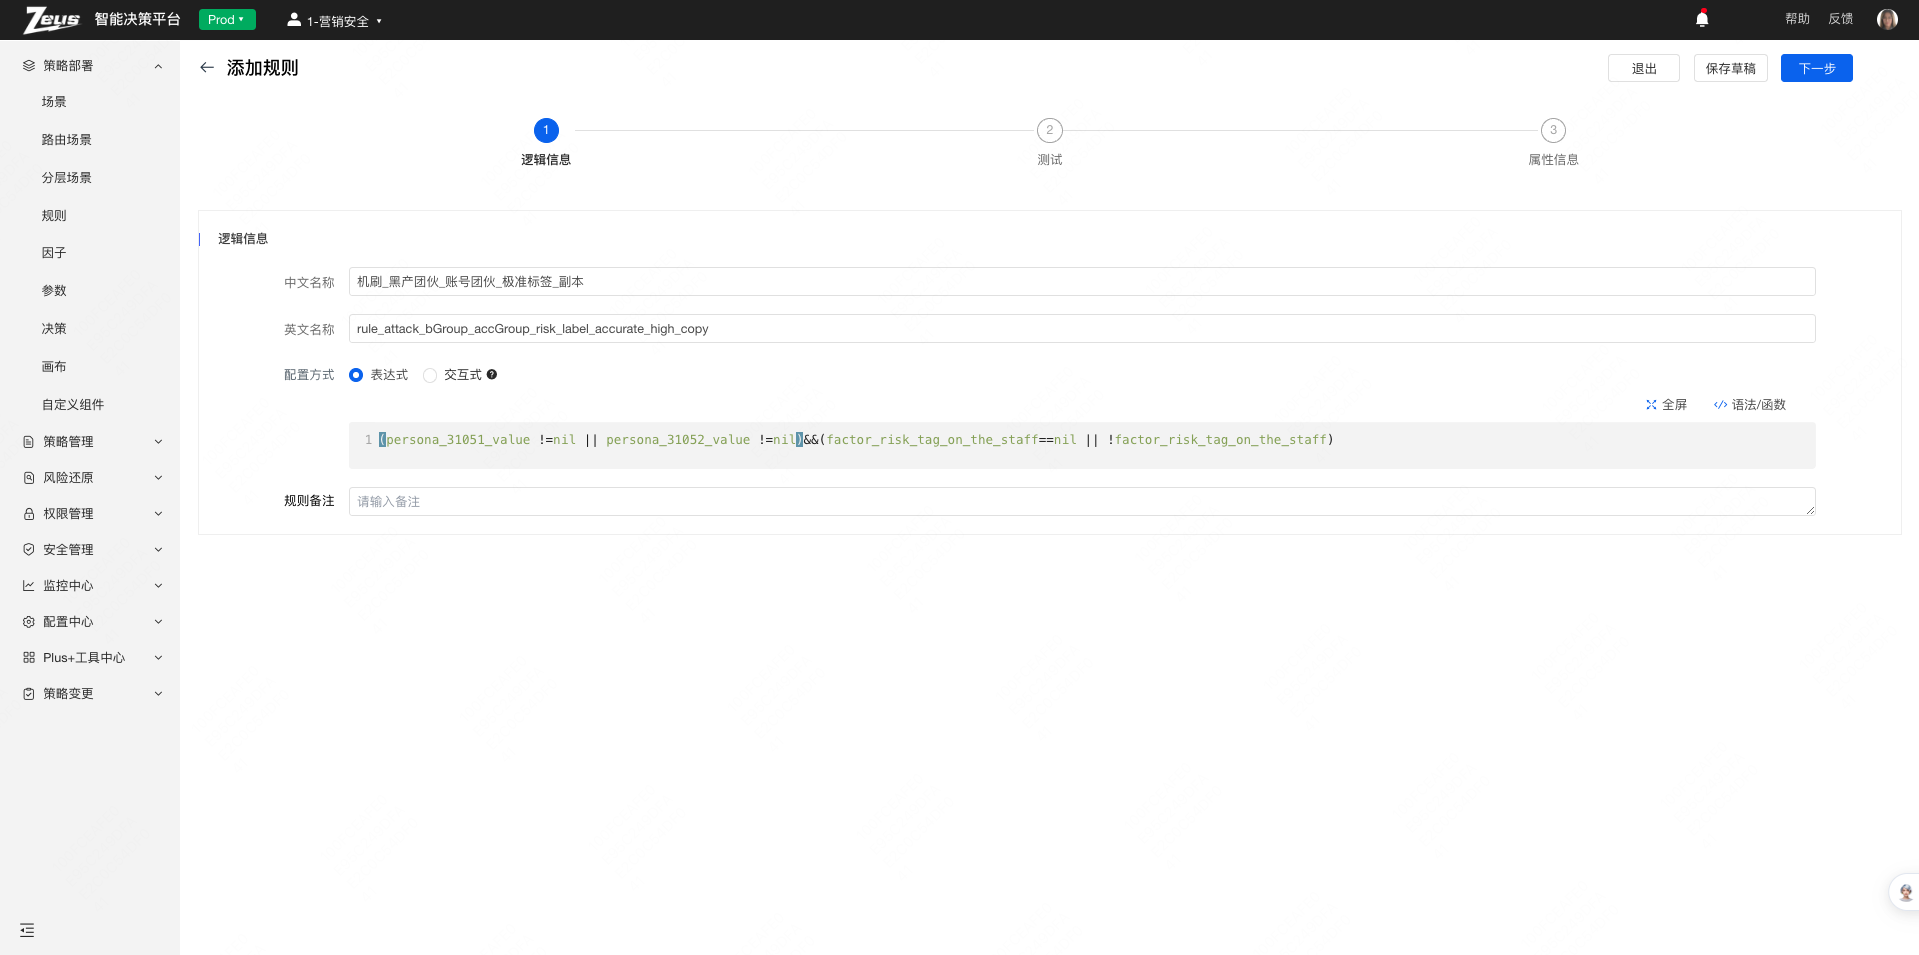 Zeus 智能决策平台 Prod 1-营销安全 帮助 反馈
策略部署
场景
路由场景
分层场景
规则
因子
参数
决策
画布
自定义组件
策略管理
风险还原
权限管理
安全管理
监控中心
配置中心
Plus+工具中心
策略变更
添加规则
退出 保存草稿 下一步
1 2 3
逻辑信息 测试 属性信息
逻辑信息
中文名称 机刷_黑产团伙_账号团伙_极准标签_副本
英文名称 rule_attack_bGroup_accGroup_risk_label_accurate_high_copy
配置方式 表达式 交互式 ?
全屏 </> 语法/函数
1 (persona_31051_value !=nil || persona_31052_value !=nil)&&(factor_risk_tag_on_the_staff==nil || !factor_risk_tag_on_the_staff)
规则备注 请输入备注